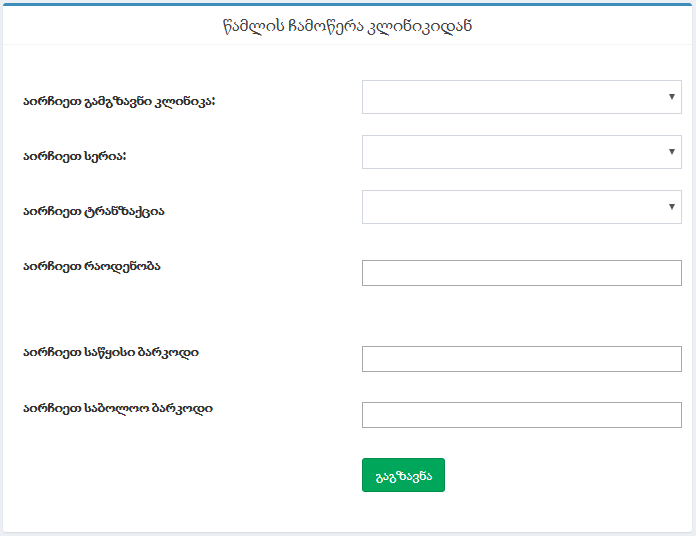 წამლის ჩამოწერა კლინიკიდან
აირჩიეთ გამგზავნი კლინიკა:
აირჩიეთ სერია:
აირჩიეთ ტრანზაქცია
აირჩიეთ რაოდენობა
აირჩიეთ საწყისი ბარკოდი
აირჩიეთ საბოლოო ბარკოდი
გაგზავნა